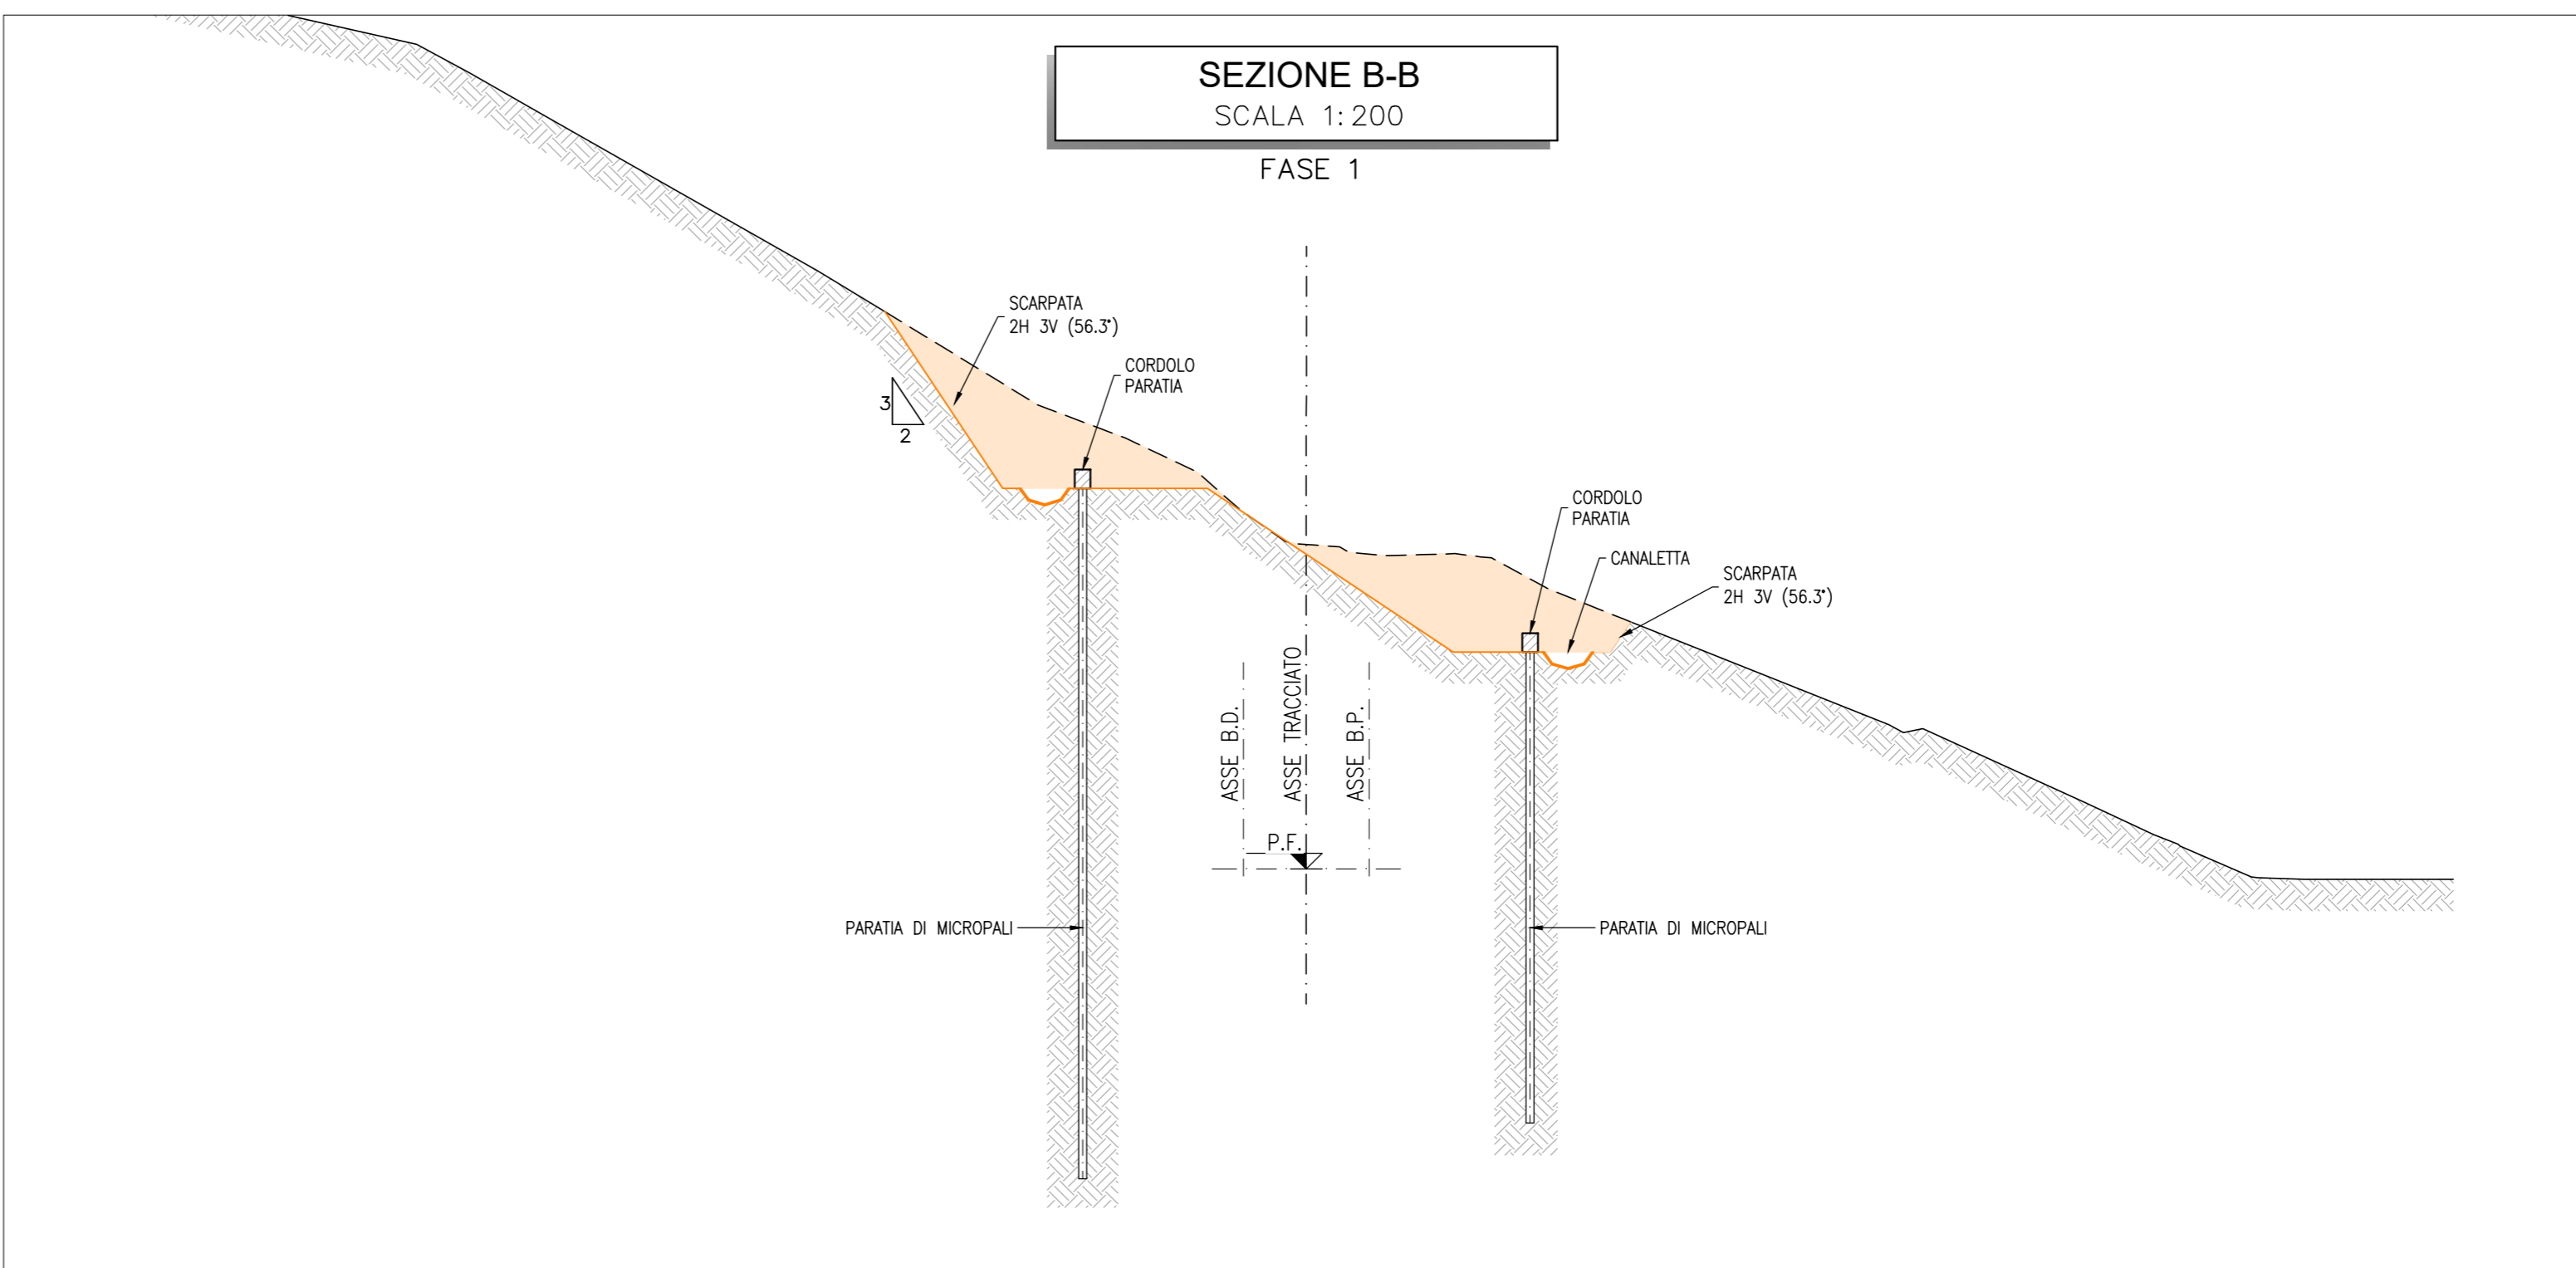 SEZIONE B-B
SCALA 1:200
FASE 1
SCARPATA
2H 3V (56.3°)
CORDOLO
PARATIA
3
2
CORDOLO
PARATIA
CANALETTA
SCARPATA
2H 3V (56.3°)
ASSE B.D.
ASSE TRACCIATO
ASSE B.P.
P.F.
PARATIA DI MICROPALI
PARATIA DI MICROPALI